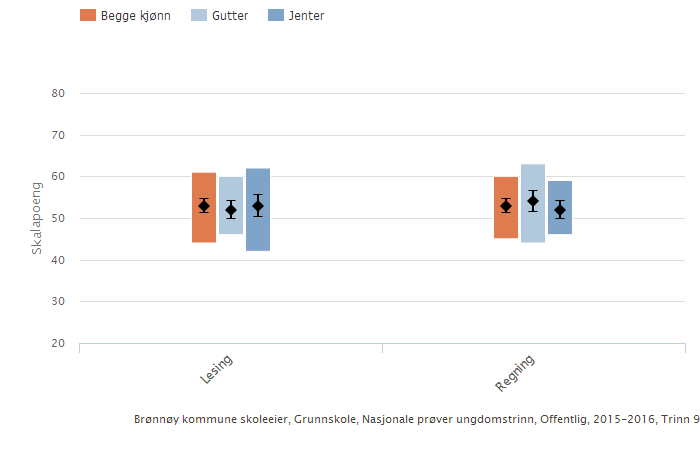 Begge kjønn Gutter Jenter
80
70
60
50
40
30
20
Skalapoeng
Lesing Regning
Brønnøy kommune skoleeier, Grunnskole, Nasjonale prøver ungdomstrinn, Offentlig, 2015-2016, Trinn 9